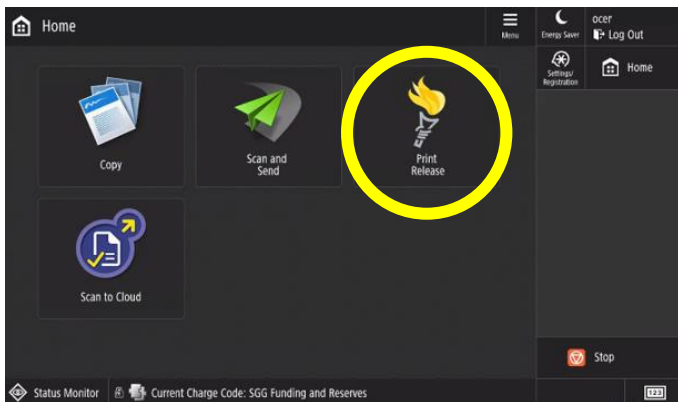 Home
Menu
Energy Saver
ocer
Log Out
Settings/
Registration
Home
Copy
Scan and
Send
Print
Release
Scan to Cloud
Stop
Status Monitor
Current Charge Code: SGG Funding and Reserves
123